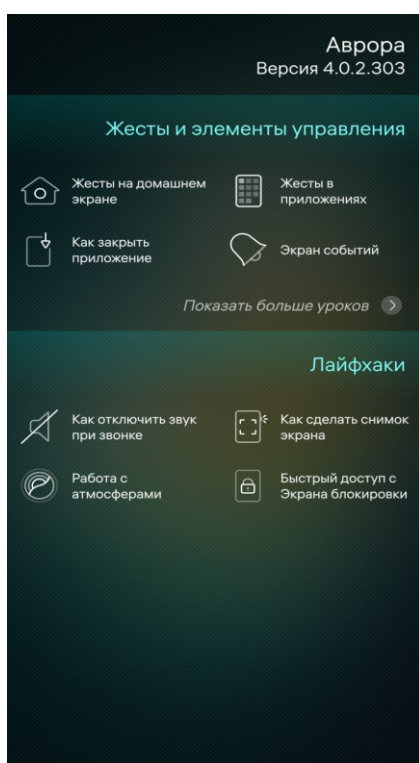 Аврора
Версия 4.0.2.303
Жесты и элементы управления
Жесты на домашнем
экране
Жесты в
приложениях
Как закрыть
приложение
Экран событий
Показать больше уроков
Лайфхаки
Как отключить звук
при звонке
Как сделать снимок
экрана
Работа с
атмосферами
Быстрый доступ с
Экрана блокировки